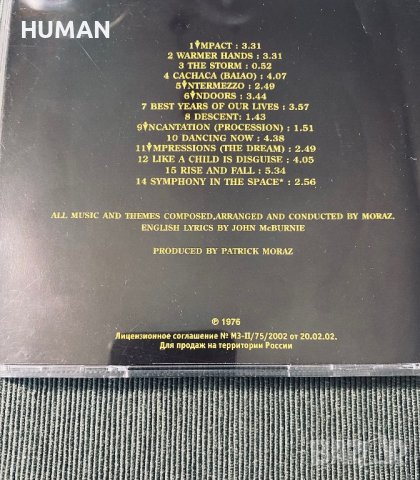 HUMAN
1 IMPACT : 3.31
2 WARMER HANDS : 3.31
3 THE STORM : 0.52
4 CACHACA (BAIAO) : 4.07
5 INTERMEZZO : 2.49
6 INDOORS : 3.44
7 BEST YEARS OF OUR LIVES : 3.57
8 DESCENT: 1.43
9 INCANTATION (PROCESSION) : 1.51
10 DANCING NOW : 4.38
11 IMPRESSIONS (THE DREAM) : 2.49
12 LIKE A CHILD IS DISGUISE : 4.05
15 RISE AND FALL : 5.34
14 SYMPHONY IN THE SPACE* : 2.56
ALL MUSIC AND THEMES COMPOSED,ARRANGED AND CONDUCTED BY MORAZ.
ENGLISH LYRICS BY JOHN McBURNIE
PRODUCED BY PATRICK MORAZ
℗ 1976
Лицензионное соглашение № МЗ-II/75/2002 от 20.02.02.
Для продаж на территории России